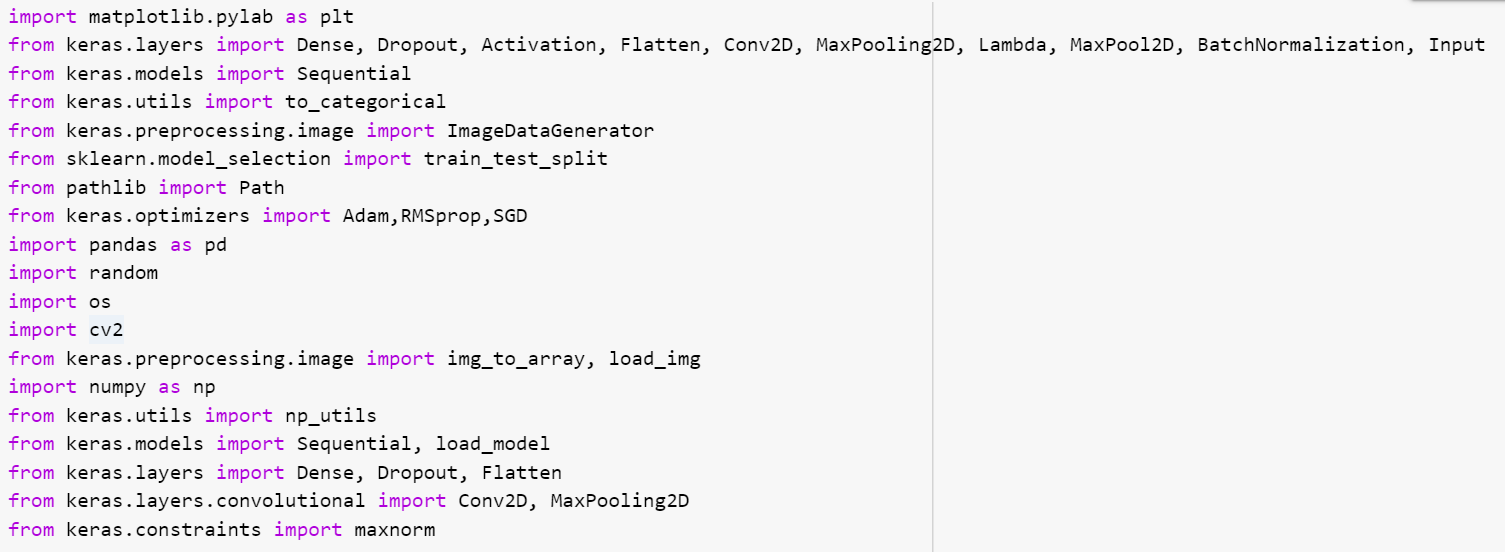 import matplotlib.pylab as plt
from keras.layers import Dense, Dropout, Activation, Flatten, Conv2D, MaxPooling2D, Lambda, MaxPool2D, BatchNormalization, Input
from keras.models import Sequential
from keras.utils import to_categorical
from keras.preprocessing.image import ImageDataGenerator
from sklearn.model_selection import train_test_split
from pathlib import Path
from keras.optimizers import Adam,RMSprop,SGD
import pandas as pd
import random
import os
import cv2
from keras.preprocessing.image import img_to_array, load_img
import numpy as np
from keras.utils import np_utils
from keras.models import Sequential, load_model
from keras.layers import Dense, Dropout, Flatten
from keras.layers.convolutional import Conv2D, MaxPooling2D
from keras.constraints import maxnorm